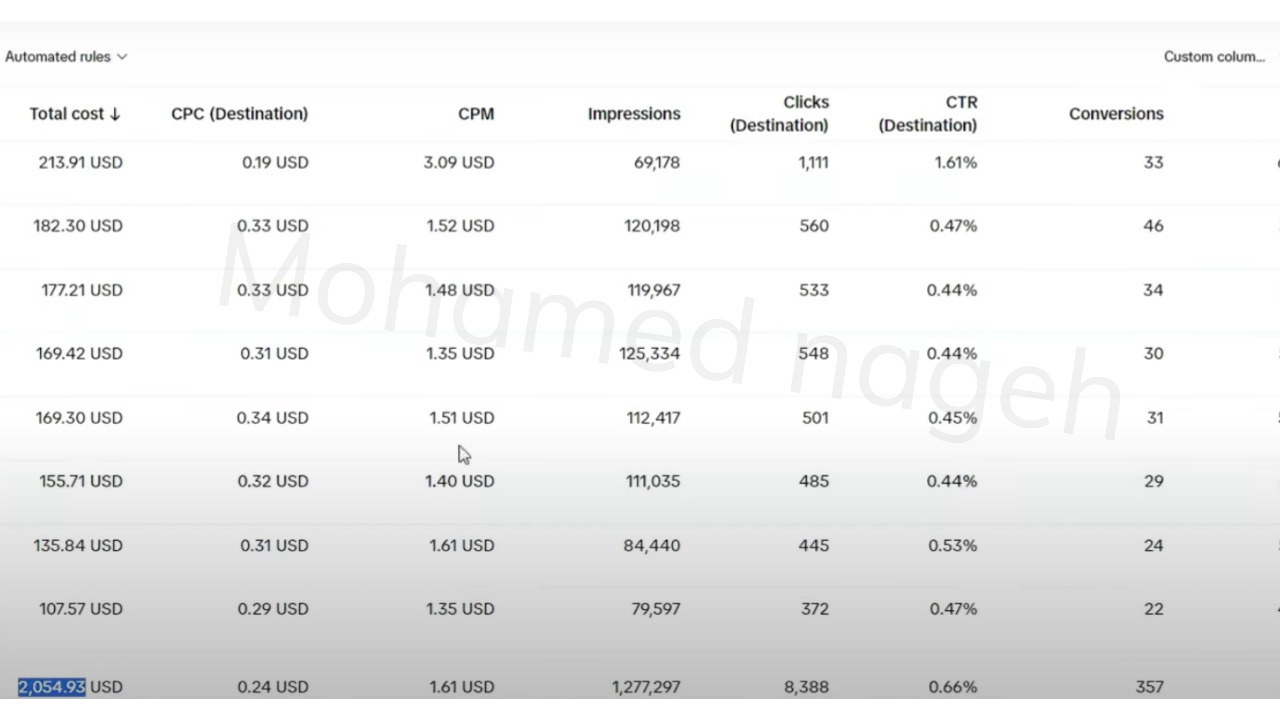 Automated rules Custom colum...
Total cost ↓ CPC (Destination) CPM Impressions Clicks (Destination) CTR (Destination) Conversions
213.91 USD 0.19 USD 3.09 USD 69,178 1,111 1.61% 33
182.30 USD 0.33 USD 1.52 USD 120,198 560 0.47% 46
177.21 USD 0.33 USD 1.48 USD 119,967 533 0.44% 34
169.42 USD 0.31 USD 1.35 USD 125,334 548 0.44% 30
169.30 USD 0.34 USD 1.51 USD 112,417 501 0.45% 31
155.71 USD 0.32 USD 1.40 USD 111,035 485 0.44% 29
135.84 USD 0.31 USD 1.61 USD 84,440 445 0.53% 24
107.57 USD 0.29 USD 1.35 USD 79,597 372 0.47% 22
2,054.93 USD 0.24 USD 1.61 USD 1,277,297 8,388 0.66% 357
Mohamed nageh